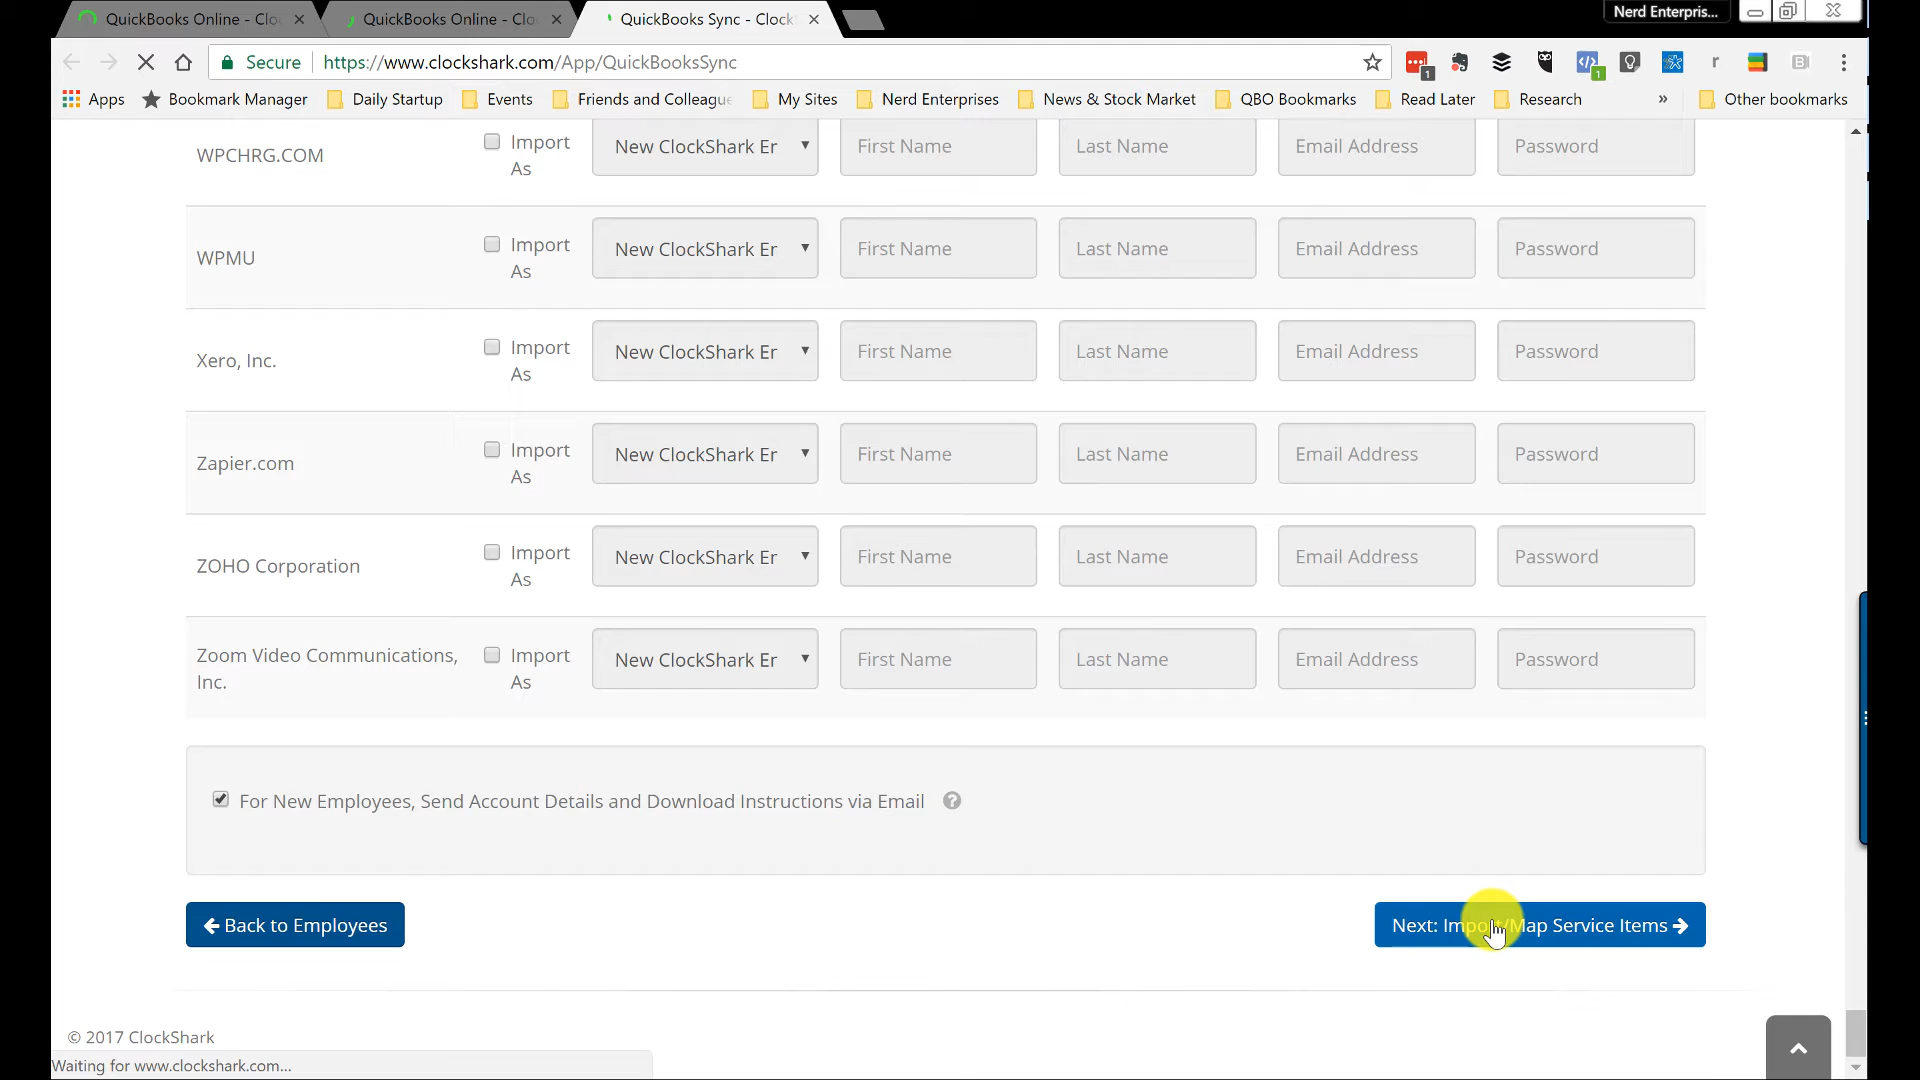 QuickBooks Online - Clo
QuickBooks Online - Clo
QuickBooks Sync - Clock
Nerd Enterpris...
Secure
https://www.clockshark.com/App/QuickBooksSync
1
1
r
B
Apps
Bookmark Manager
Daily Startup
Events
Friends and Colleagu
My Sites
Nerd Enterprises
News & Stock Market
QBO Bookmarks
Read Later
Research
»
Other bookmarks
WPCHRG.COM
Import As
New ClockShark Er
First Name
Last Name
Email Address
Password
WPMU
Import As
New ClockShark Er
First Name
Last Name
Email Address
Password
Xero, Inc.
Import As
New ClockShark Er
First Name
Last Name
Email Address
Password
Zapier.com
Import As
New ClockShark Er
First Name
Last Name
Email Address
Password
ZOHO Corporation
Import As
New ClockShark Er
First Name
Last Name
Email Address
Password
Zoom Video Communications,
Inc.
Import As
New ClockShark Er
First Name
Last Name
Email Address
Password
For New Employees, Send Account Details and Download Instructions via Email ?
Back to Employees
Next: Import/Map Service Items
© 2017 ClockShark
Waiting for www.clockshark.com...